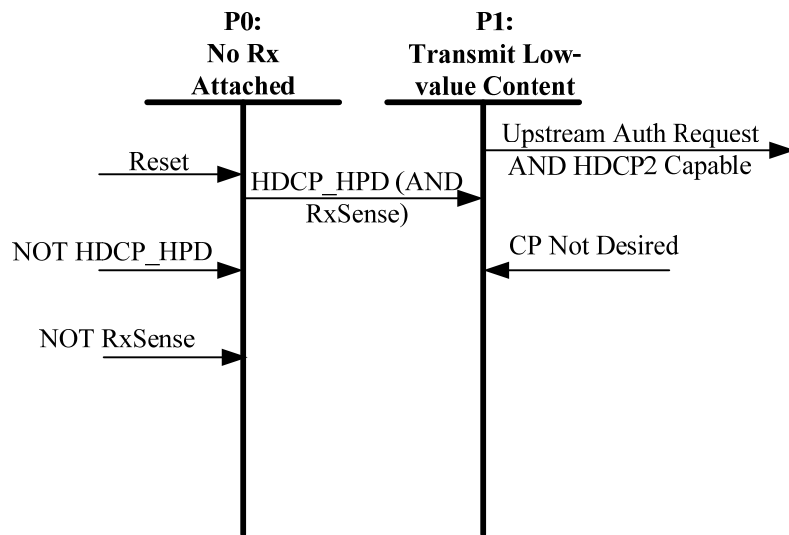 P0:
No Rx
Attached
P1:
Transmit Low-
value Content
Upstream Auth Request
AND HDCP2 Capable
Reset
HDCP_HPD (AND
RxSense)
NOT HDCP_HPD
CP Not Desired
NOT RxSense